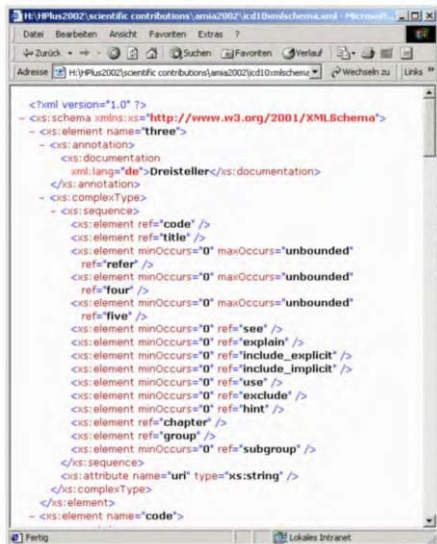 H:\HPlus2002\scientific contributions\amia2002\icd10xmlschema.xml - Microsoft...
Datei Bearbeiten Ansicht Favoriten Extras ?
Zurück Suchen Favoriten Verlauf
Adresse H:\HPlus2002\scientific contributions\amia2002\icd10xmlschema Wechseln zu Links »
<?xml version="1.0" ?>
- <xs:schema xmlns:xs="http://www.w3.org/2001/XMLSchema">
- <xs:element name="three">
- <xs:annotation>
<xs:documentation
xml:lang="de">Dreisteller</xs:documentation>
</xs:annotation>
- <xs:complexType>
- <xs:sequence>
<xs:element ref="code" />
<xs:element ref="title" />
<xs:element minOccurs="0" maxOccurs="unbounded"
ref="refer" />
<xs:element minOccurs="0" maxOccurs="unbounded"
ref="four" />
<xs:element minOccurs="0" maxOccurs="unbounded"
ref="five" />
<xs:element minOccurs="0" ref="see" />
<xs:element minOccurs="0" ref="explain" />
<xs:element minOccurs="0" ref="include_explicit" />
<xs:element minOccurs="0" ref="include_implicit" />
<xs:element minOccurs="0" ref="use" />
<xs:element minOccurs="0" ref="exclude" />
<xs:element minOccurs="0" ref="hint" />
<xs:element ref="chapter" />
<xs:element ref="group" />
<xs:element minOccurs="0" ref="subgroup" />
</xs:sequence>
<xs:attribute name="uri" type="xs:string" />
</xs:complexType>
</xs:element>
- <xs:element name="code">
Fertig Lokales Intranet